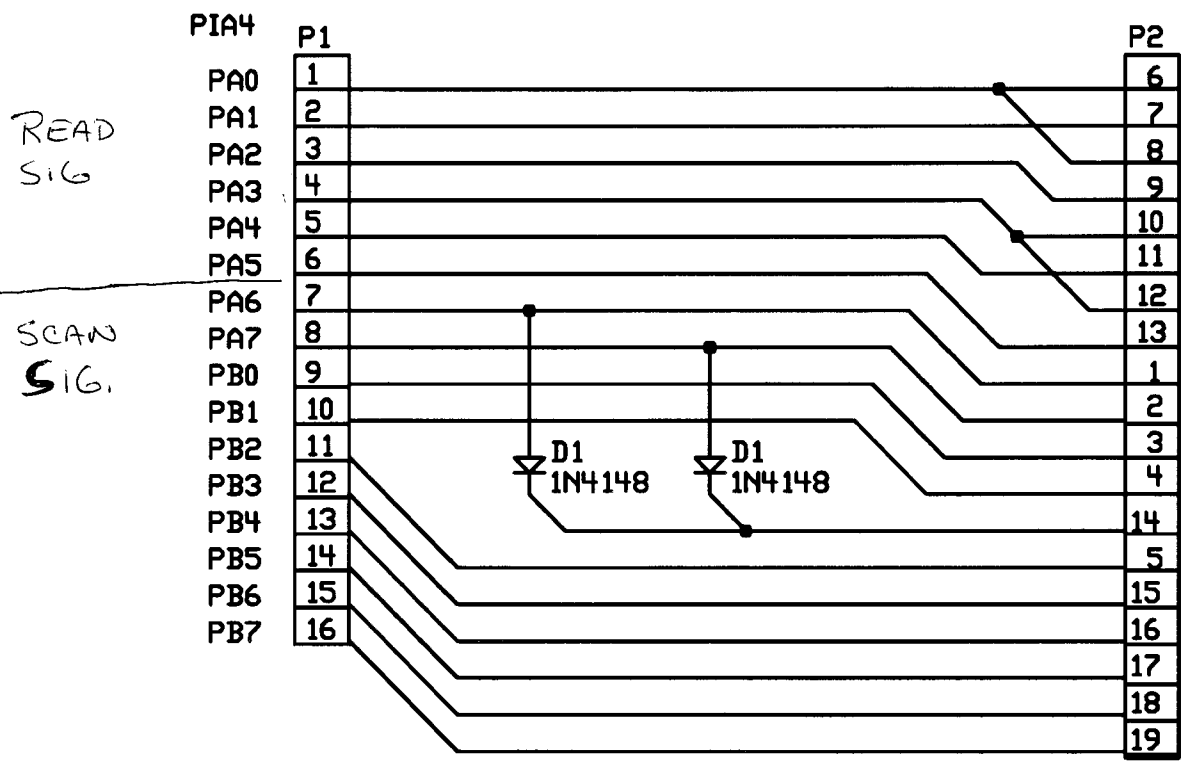 PIA4
P1
P2
PA0 1 6
PA1 2 7
PA2 3 8
PA3 4 9
PA4 5 10
PA5 6 11
PA6 7 12
PA7 8 13
PB0 9 1
PB1 10 2
PB2 11 3
PB3 12 4
PB4 13 14
PB5 14 5
PB6 15 15
PB7 16 16
17
18
19
READ
SIG
SCAN
SIG.
D1
1N4148
D1
1N4148